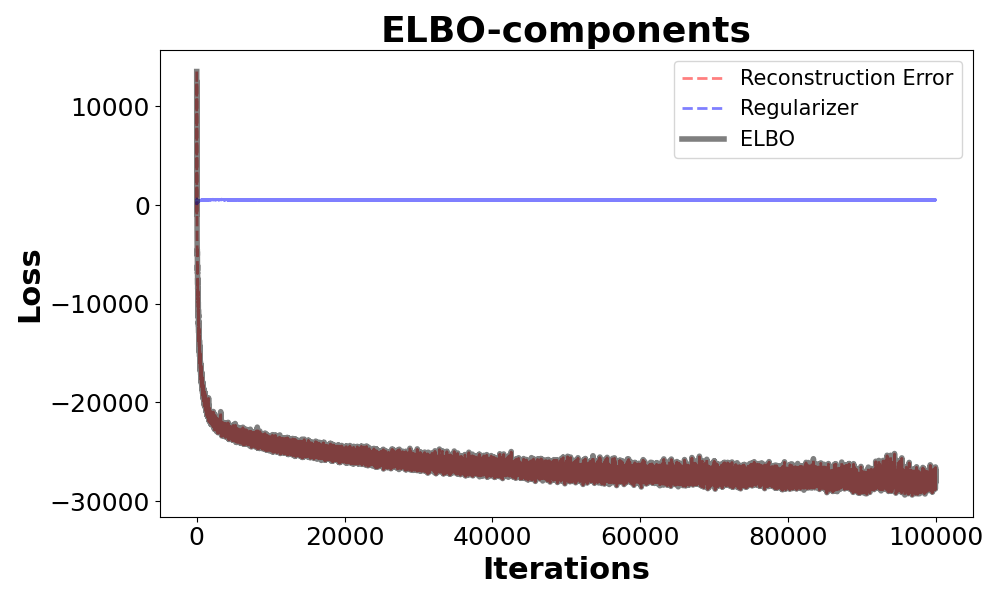 ELBO-components
Reconstruction Error
Regularizer
ELBO
Loss
10000
0
−10000
−20000
−30000
0 20000 40000 60000 80000 100000
Iterations